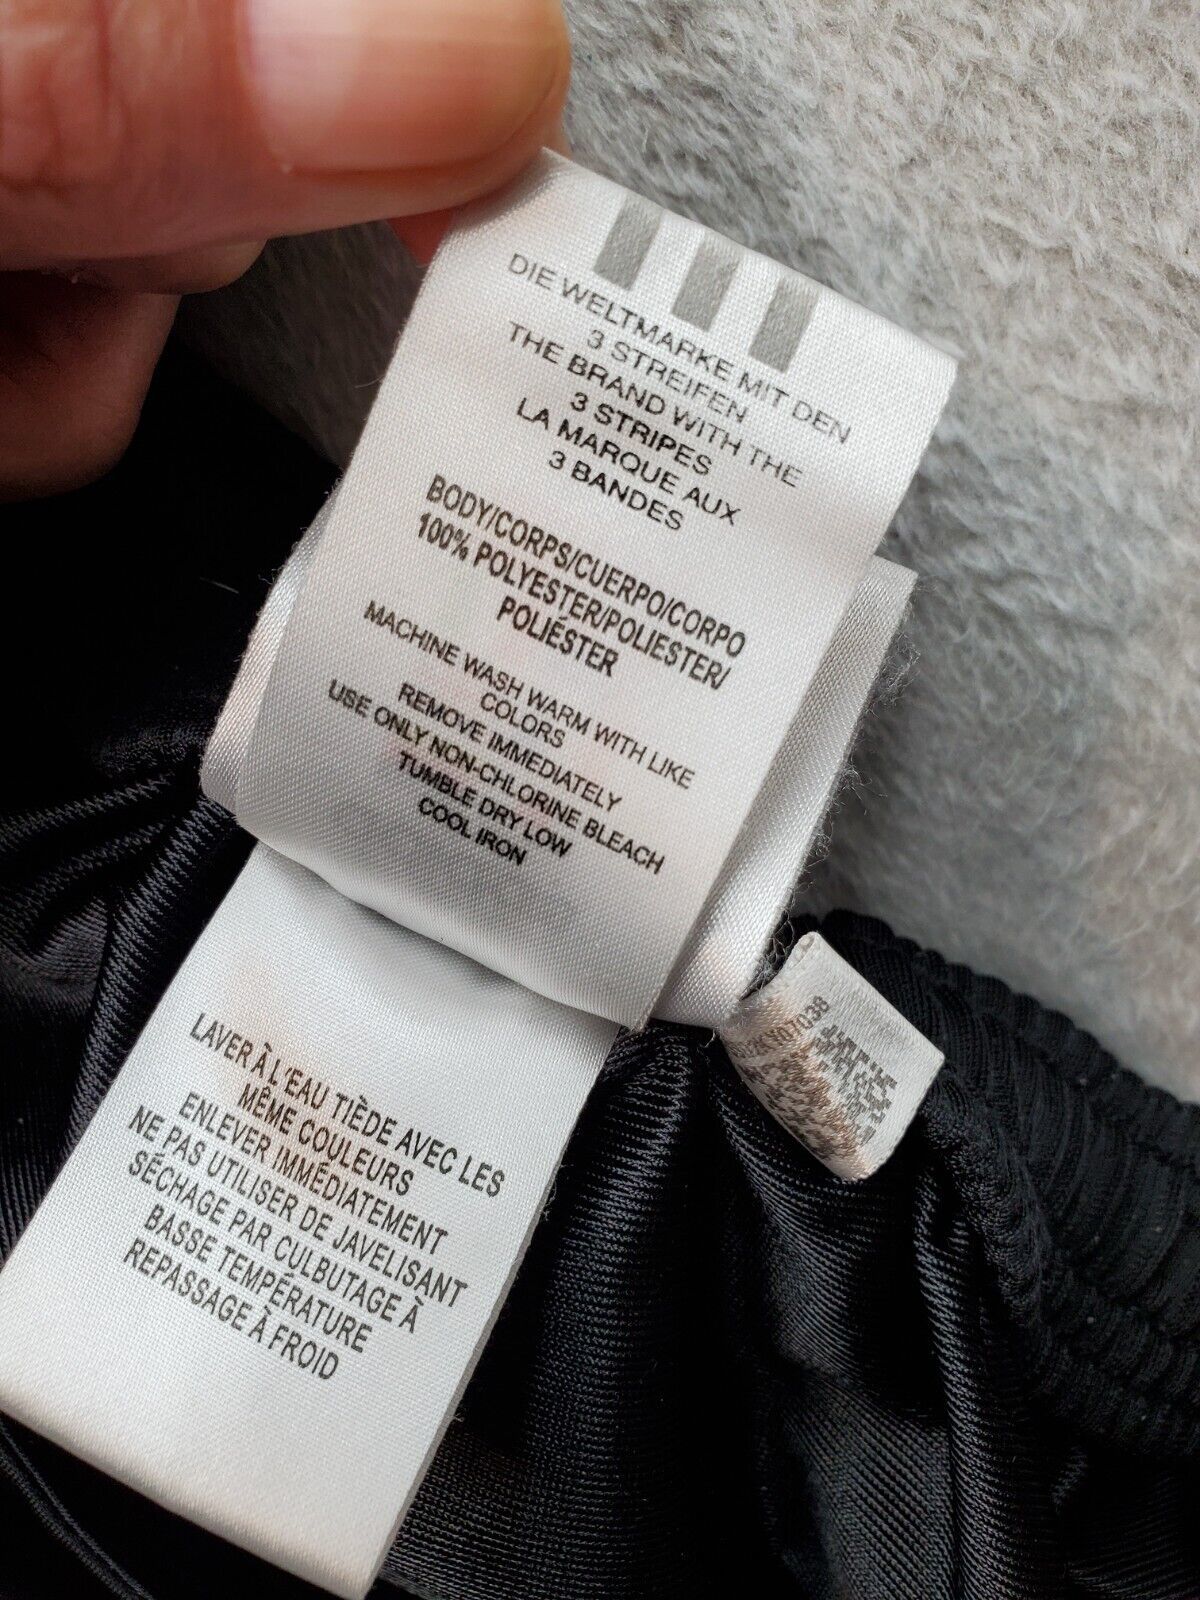 DIE WELTMARKE MIT DEN
3 STREIFEN
THE BRAND WITH THE
3 STRIPES
LA MARQUE AUX
3 BANDES
BODY/CORPS/CUERPO/CORPO
100% POLYESTER/POLIESTER/
POLIÉSTER
MACHINE WASH WARM WITH LIKE
COLORS
REMOVE IMMEDIATELY
USE ONLY NON-CHLORINE BLEACH
TUMBLE DRY LOW
COOL IRON
LAVER À L'EAU TIÈDE AVEC LES
MÊME COULEURS
ENLEVER IMMÉDIATEMENT
NE PAS UTILISER DE JAVELISANT
SÉCHAGE PAR CULBUTAGE À
BASSE TEMPÉRATURE
REPASSAGE À FROID